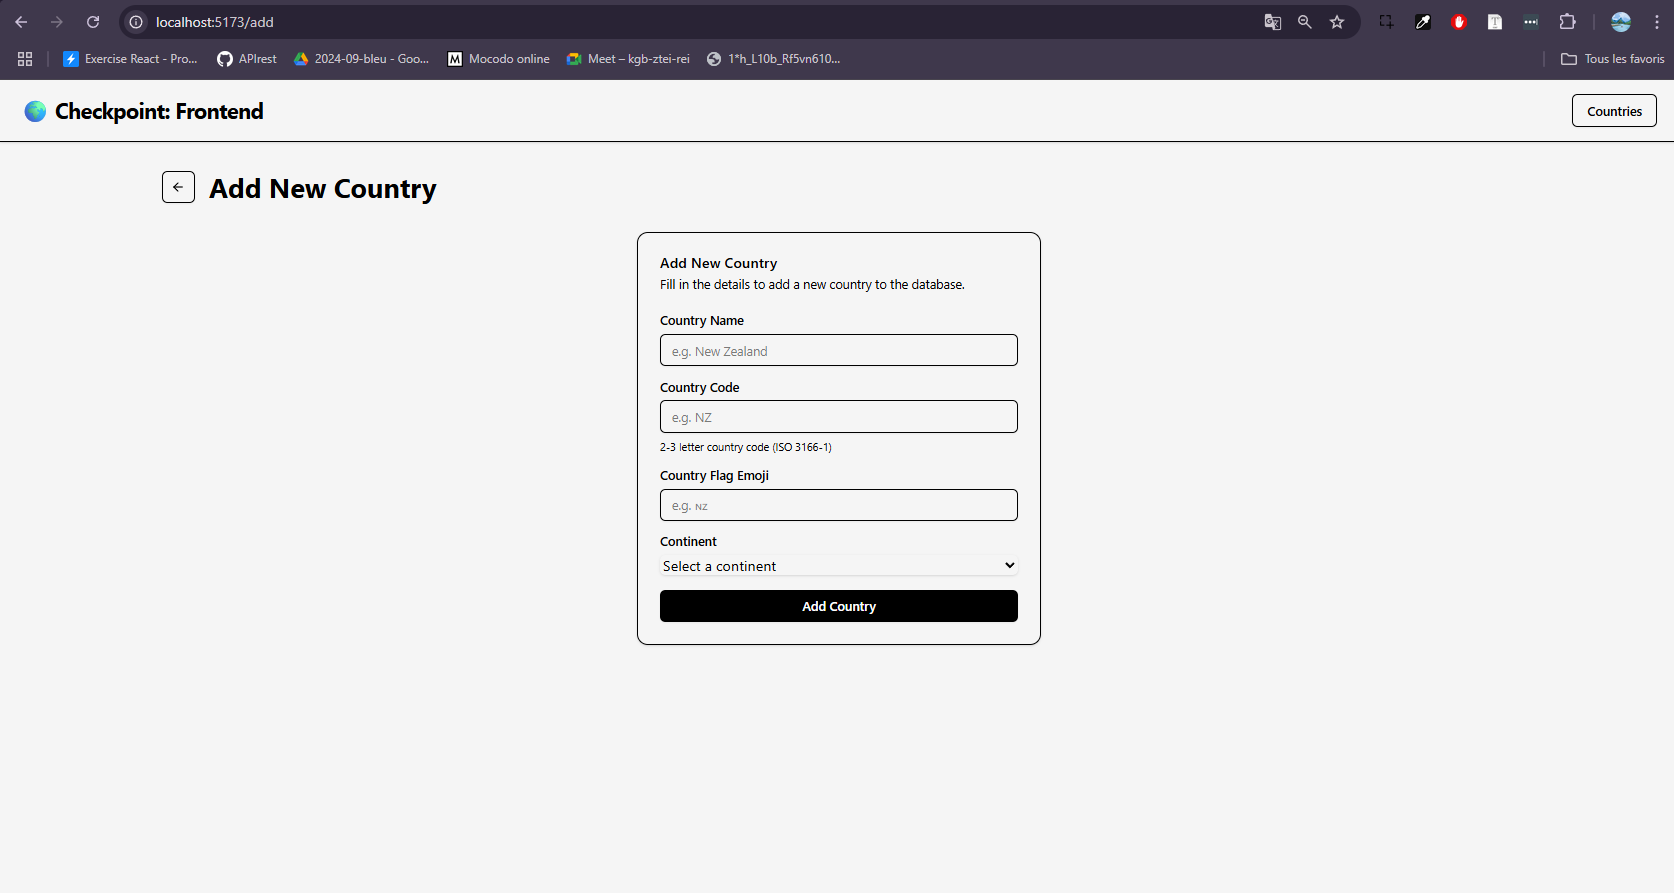 localhost:5173/add
Exercise React - Pro...
APIrest
2024-09-bleu - Goo...
M
Mocodo online
Meet – kgb-ztei-rei
1*h_L10b_Rf5vn610...
Tous les favoris
Checkpoint: Frontend
Countries
Add New Country
Add New Country
Fill in the details to add a new country to the database.
Country Name
e.g. New Zealand
Country Code
e.g. NZ
2-3 letter country code (ISO 3166-1)
Country Flag Emoji
e.g. NZ
Continent
Select a continent
Add Country